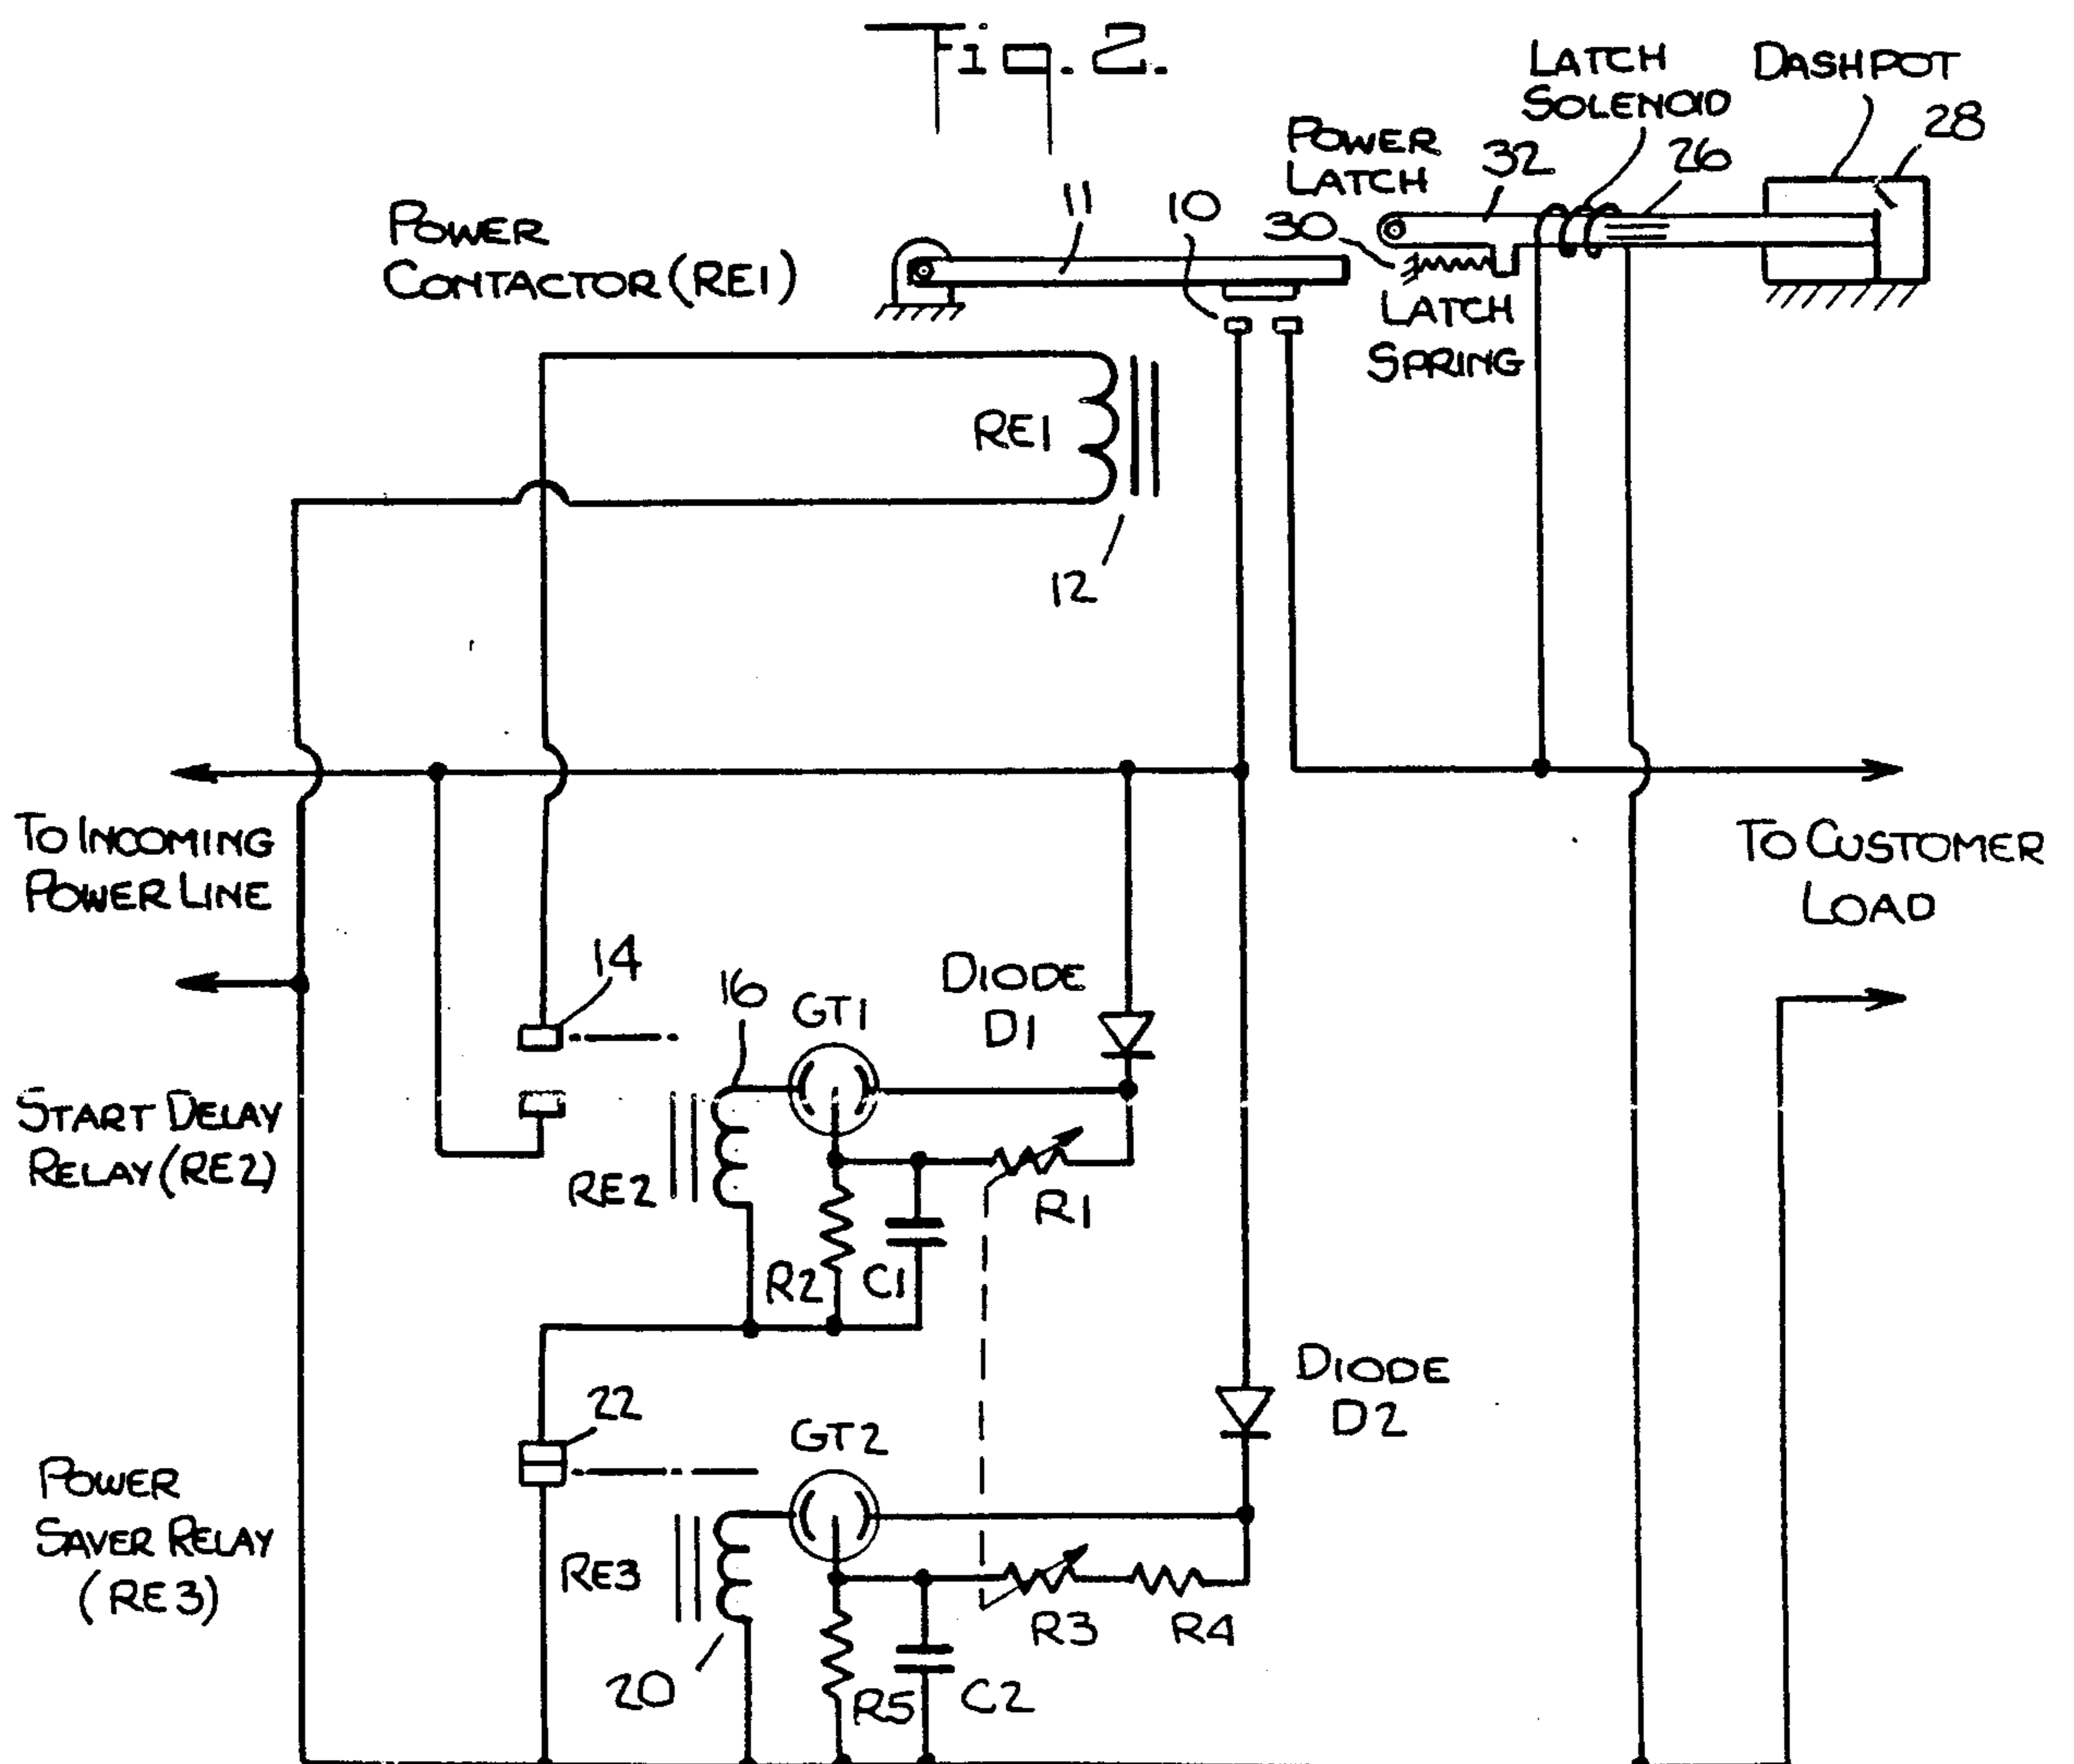 Fig. 2.
LATCH
SOLENOID
DASHPOT
28
POWER
LATCH
32
26
11
10
30
POWER
CONTACTOR (RE1)
LATCH
SPRING
RE1
12
TO INCOMING
POWER LINE
TO CUSTOMER
LOAD
14
16
GT1
DIODE
D1
START DELAY
RELAY (RE2)
RE2
R1
R2
C1
DIODE
D2
22
GT2
POWER
SAVER RELAY
(RE3)
RE3
R3
R4
20
R5
C2